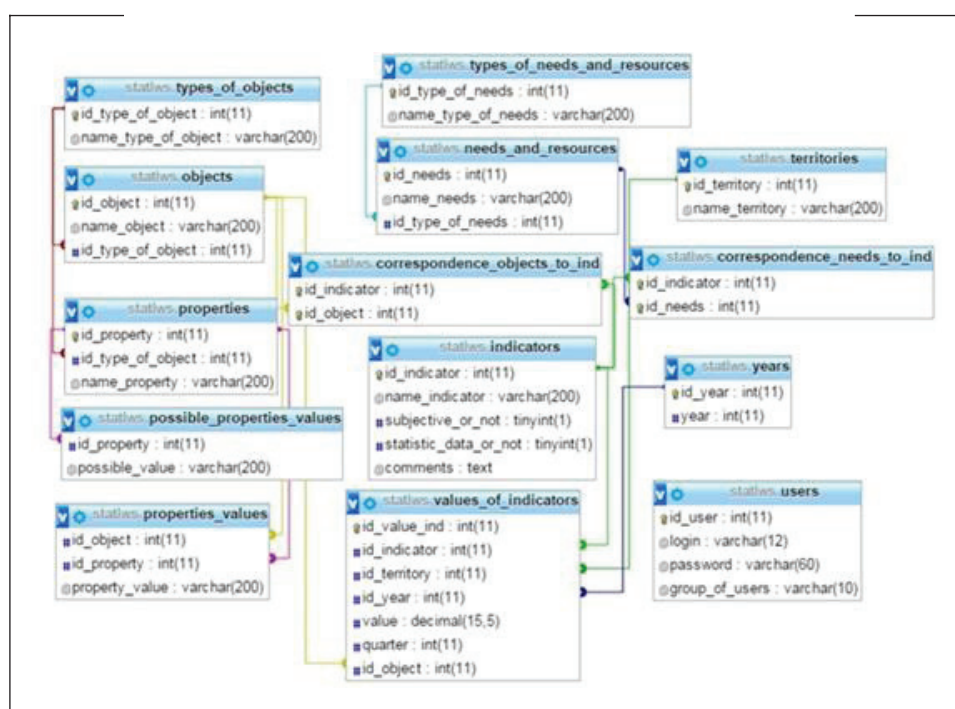 statiws.types_of_objects
id_type_of_object : int(11)
name_type_of_object : varchar(200)
statiws.types_of_needs_and_resources
id_type_of_needs : int(11)
name_type_of_needs : varchar(200)
statiws.objects
id_object : int(11)
name_object : varchar(200)
id_type_of_object : int(11)
statiws.needs_and_resources
id_needs : int(11)
name_needs : varchar(200)
id_type_of_needs : int(11)
statiws.territories
id_territory : int(11)
name_territory : varchar(200)
statiws.correspondence_objects_to_ind
id_indicator : int(11)
id_object : int(11)
statiws.correspondence_needs_to_ind
id_indicator : int(11)
id_needs : int(11)
statiws.properties
id_property : int(11)
id_type_of_object : int(11)
name_property : varchar(200)
statiws.indicators
id_indicator : int(11)
name_indicator : varchar(200)
subjective_or_not : tinyint(1)
statistic_data_or_not : tinyint(1)
comments : text
statiws.years
id_year : int(11)
year : int(11)
statiws.possible_properties_values
id_property : int(11)
possible_value : varchar(200)
statiws.properties_values
id_object : int(11)
id_property : int(11)
property_value : varchar(200)
statiws.values_of_indicators
id_value_ind : int(11)
id_indicator : int(11)
id_territory : int(11)
id_year : int(11)
value : decimal(15,5)
quarter : int(11)
id_object : int(11)
statiws.users
id_user : int(11)
login : varchar(12)
password : varchar(60)
group_of_users : varchar(10)